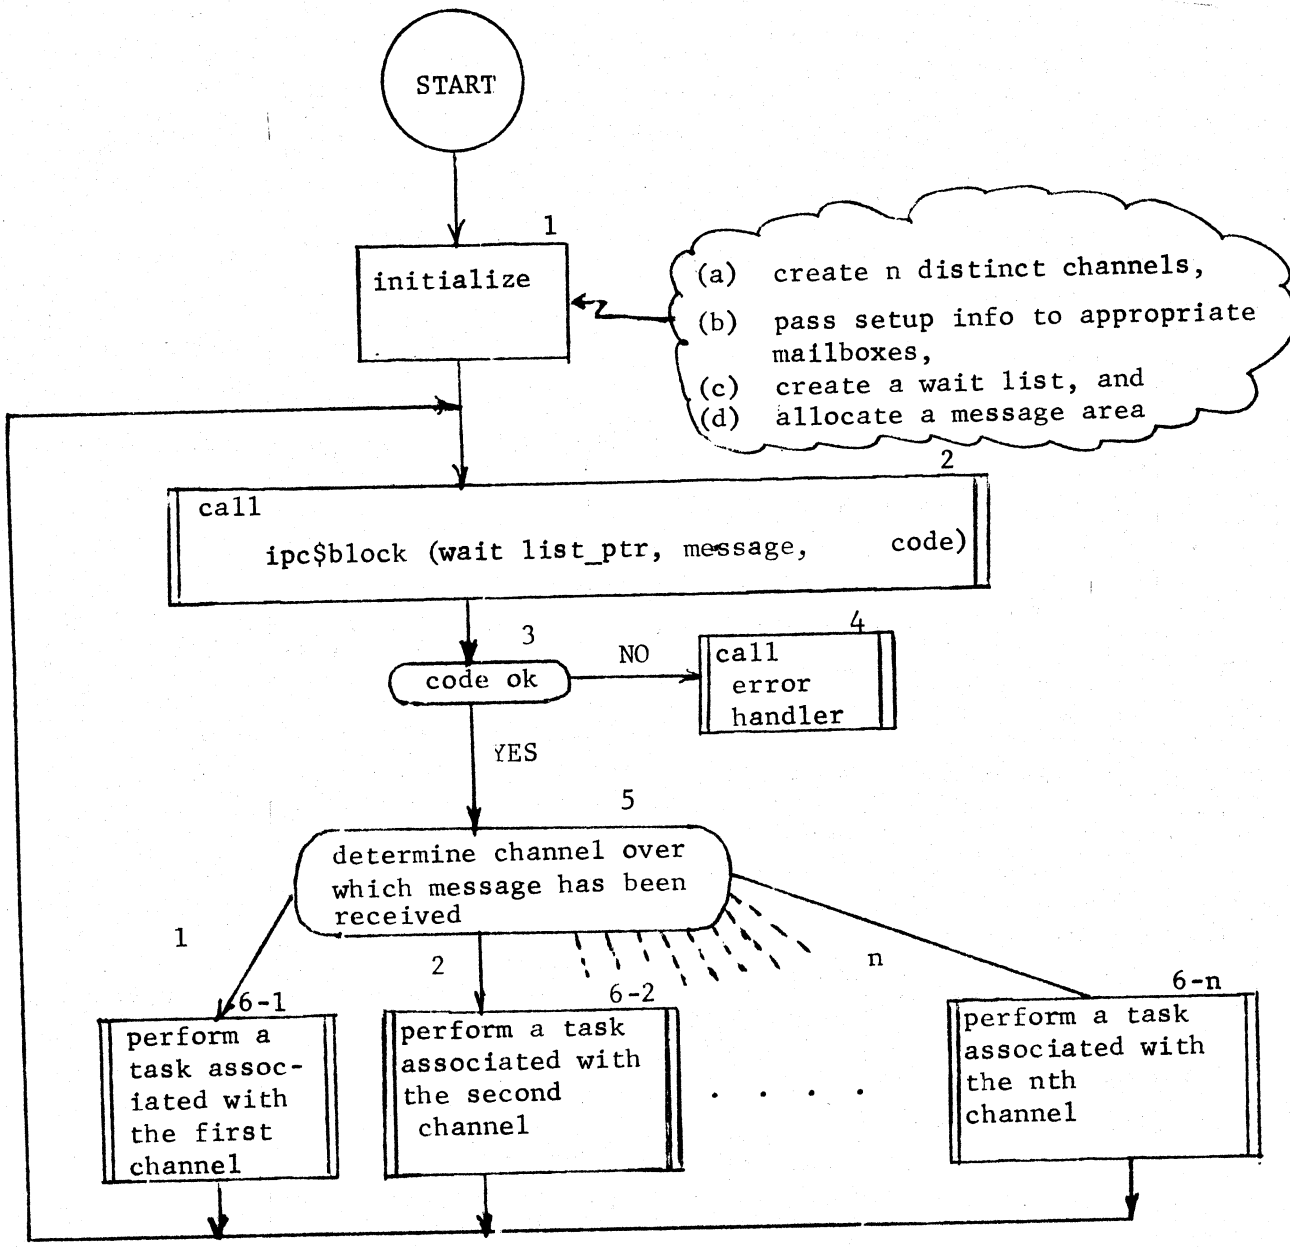 START
1
initialize
(a) create n distinct channels,
(b) pass setup info to appropriate
mailboxes,
(c) create a wait list, and
(d) allocate a message area
2
call
ipc$block (wait list_ptr, message, code)
3
code ok
NO
4
call
error
handler
YES
5
determine channel over
which message has been
received
1
2
n
6-1
perform a
task assoc-
iated with
the first
channel
6-2
perform a task
associated with
the second
channel
. . . .
6-n
perform a task
associated with
the nth
channel